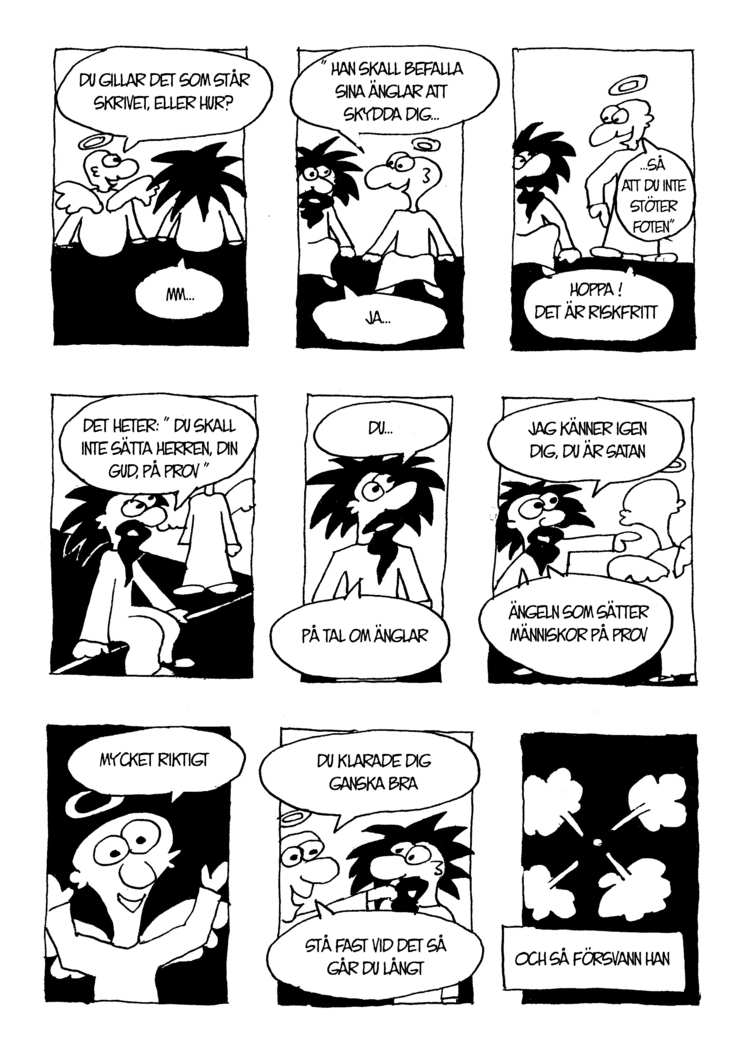 DU GILLAR DET SOM STÅR
SKRIVET, ELLER HUR?
MM...
" HAN SKALL BEFALLA
SINA ÄNGLAR ATT
SKYDDA DIG...
JA...
...SÅ
ATT DU INTE
STÖTER
FOTEN"
HOPPA !
DET ÄR RISKFRITT
DET HETER: " DU SKALL
INTE SÄTTA HERREN, DIN
GUD, PÅ PROV "
DU...
PÅ TAL OM ÄNGLAR
JAG KÄNNER IGEN
DIG, DU ÄR SATAN
ÄNGELN SOM SÄTTER
MÄNNISKOR PÅ PROV
MYCKET RIKTIGT
DU KLARADE DIG
GANSKA BRA
STÅ FAST VID DET SÅ
GÅR DU LÅNGT
OCH SÅ FÖRSVANN HAN